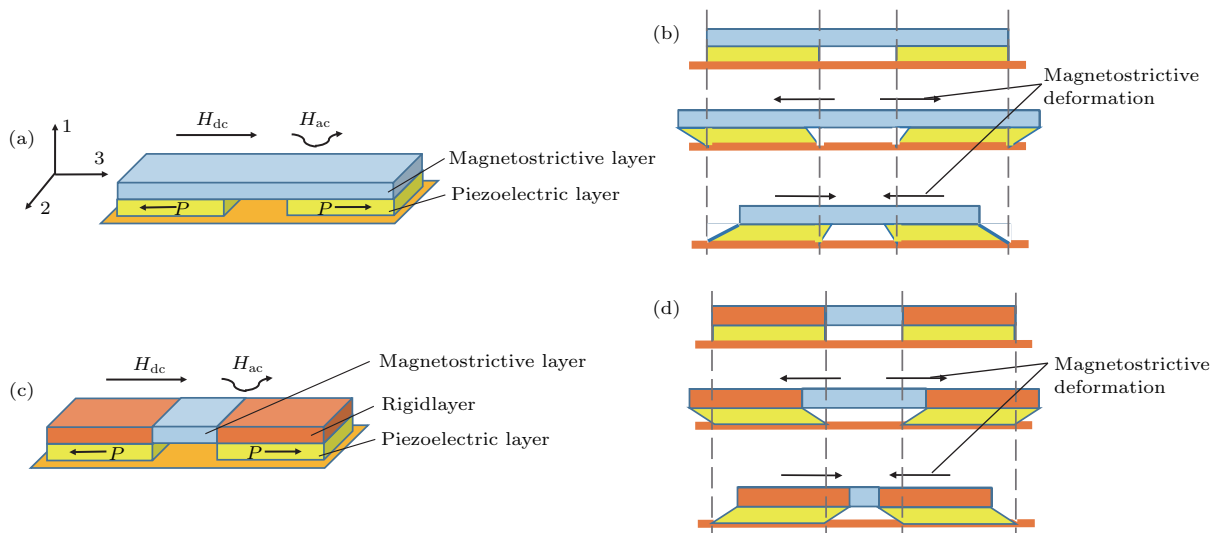 (a)
1
2
3
H_dc
H_ac
Magnetostrictive layer
Piezoelectric layer
P
P
(b)
Magnetostrictive
deformation
(c)
H_dc
H_ac
Magnetostrictive layer
Rigidlayer
Piezoelectric layer
P
P
(d)
Magnetostrictive
deformation